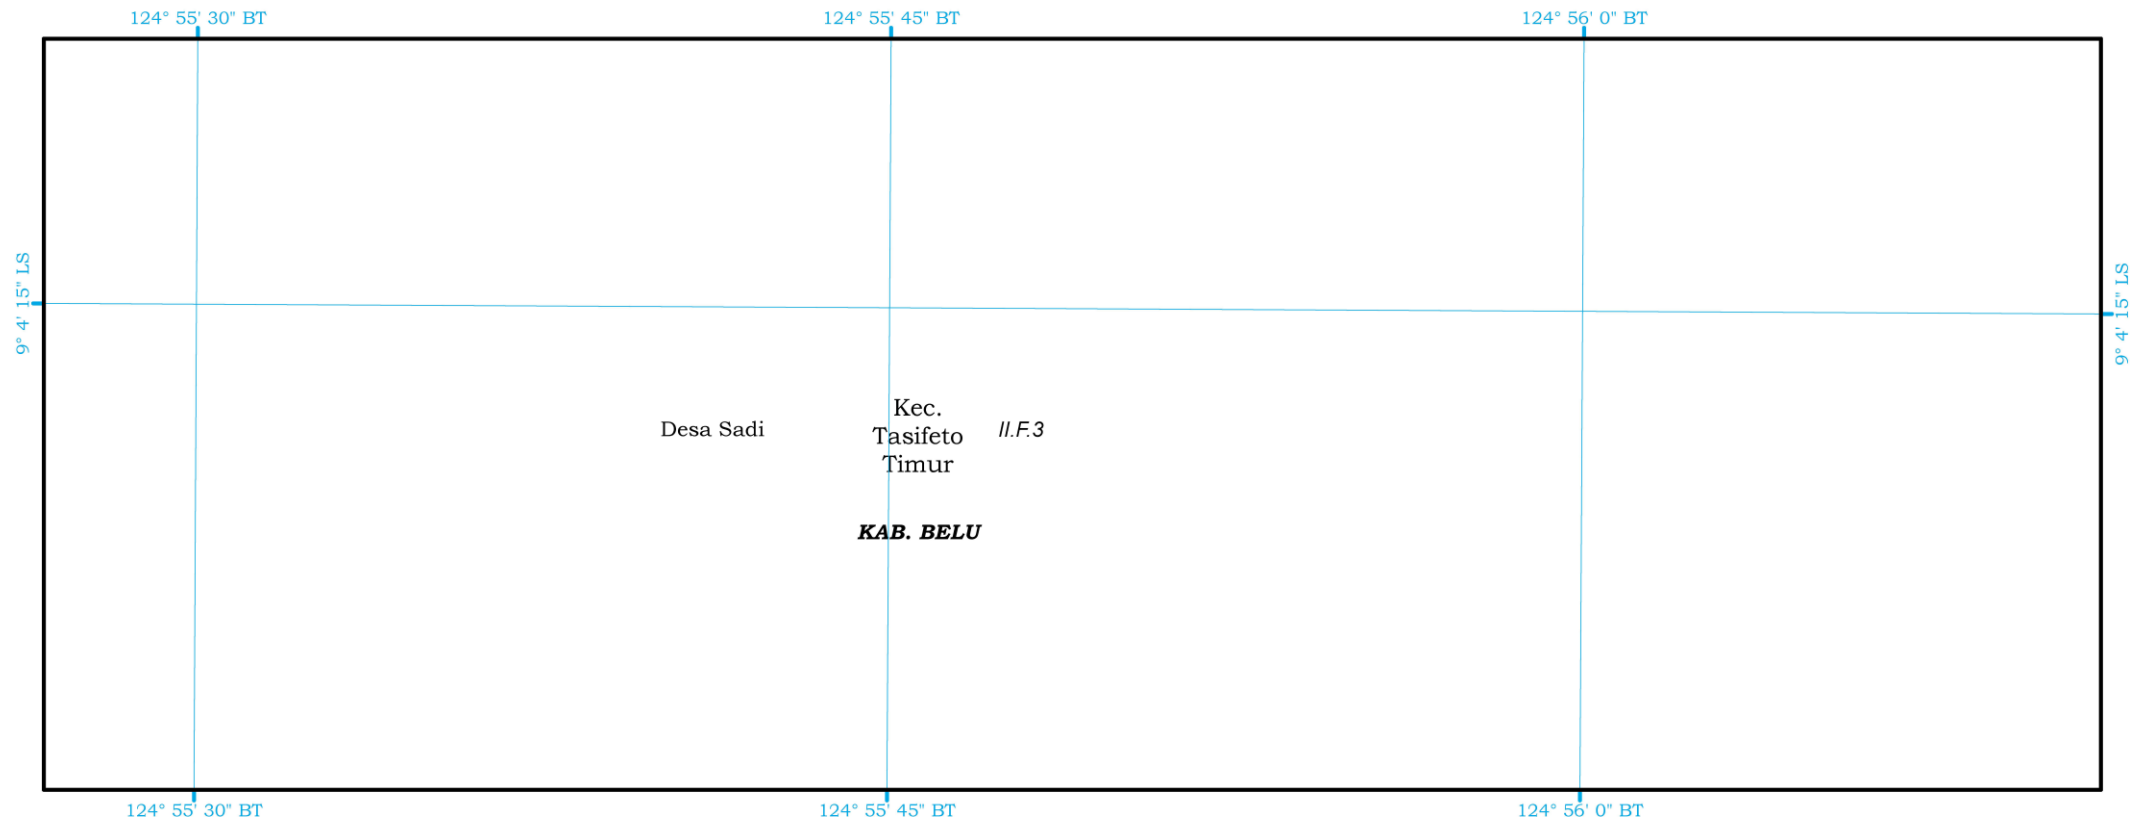 124° 55' 30" BT
124° 55' 45" BT
124° 56' 0" BT
9° 4' 15" LS
9° 4' 15" LS
Desa Sadi
Kec.
Tasifeto
Timur
II.F.3
KAB. BELU
124° 55' 30" BT
124° 55' 45" BT
124° 56' 0" BT